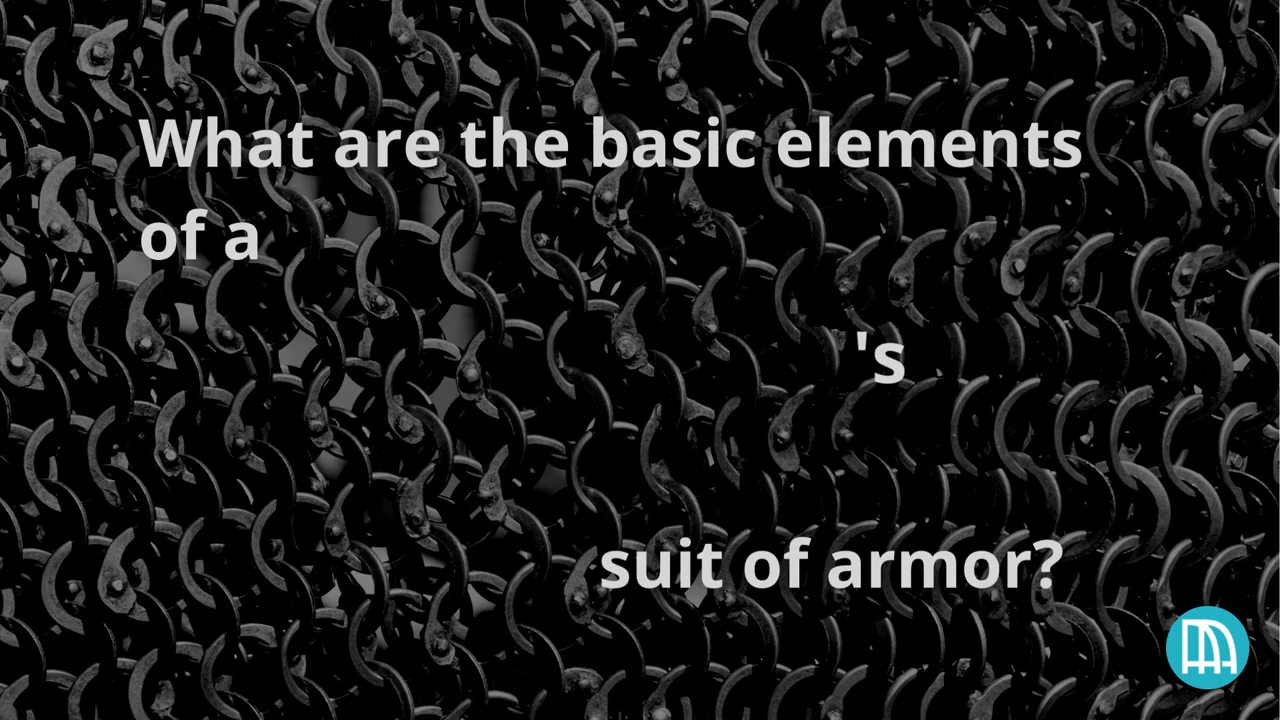 What are the basic elements
of a
's
suit of armor?